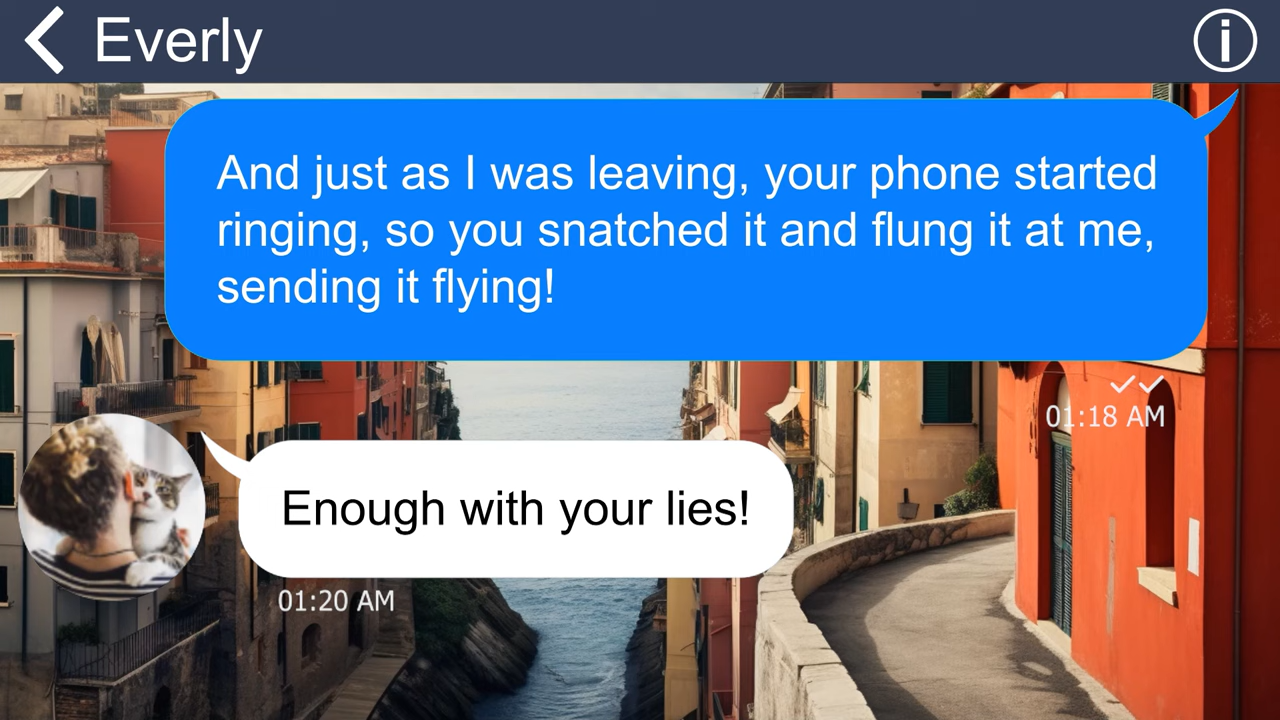 Everly
And just as I was leaving, your phone started
ringing, so you snatched it and flung it at me,
sending it flying!
01:18 AM
Enough with your lies!
01:20 AM